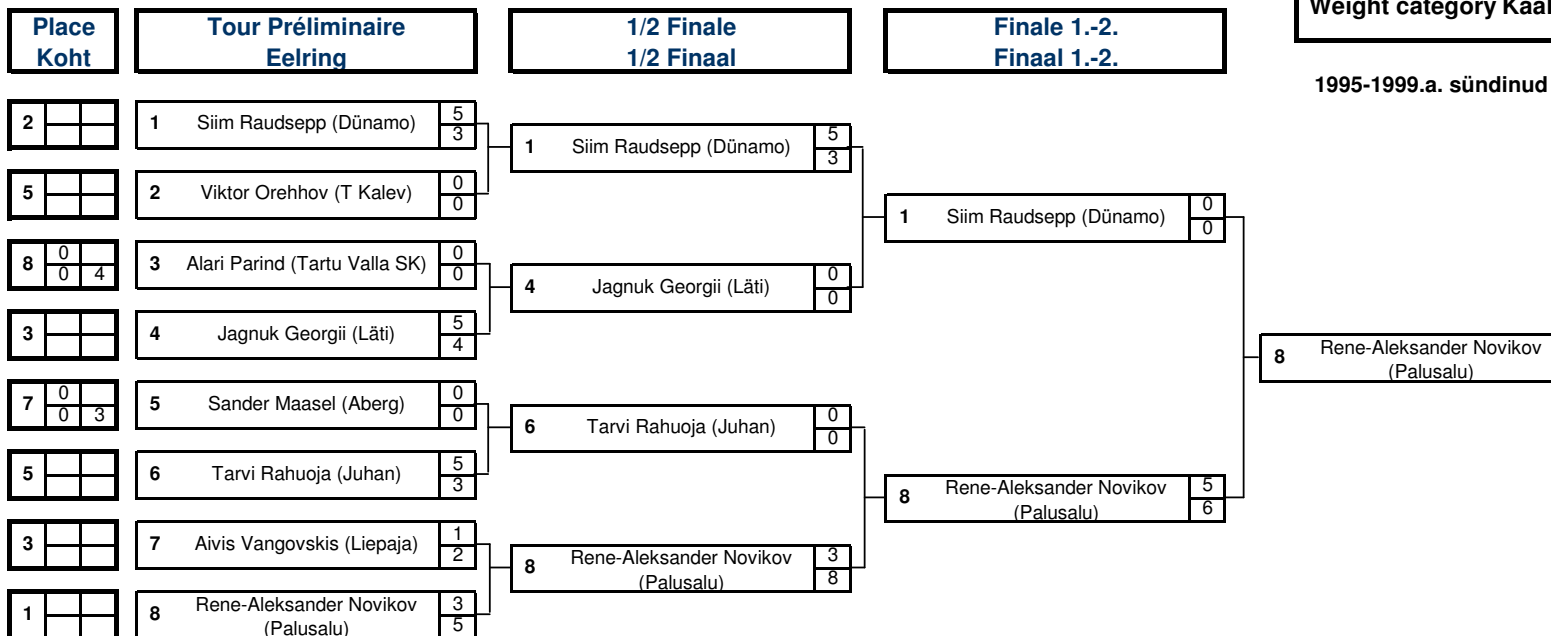 Place
Koht
Tour Préliminaire
Eelring
1/2 Finale
1/2 Finaal
Finale 1.-2.
Finaal 1.-2.
Weight category Kaal
1995-1999.a. sündinud
2
1 Siim Raudsepp (Dünamo) 5
3
5
2 Viktor Orehhov (T Kalev) 0
0
8 0
0 4
3 Alari Parind (Tartu Valla SK) 0
0
3
4 Jagnuk Georgii (Läti) 5
4
7 0
0 3
5 Sander Maasel (Aberg) 0
0
5
6 Tarvi Rahuoja (Juhan) 5
3
3
7 Aivis Vangovskis (Liepaja) 1
2
1
8 Rene-Aleksander Novikov 3
(Palusalu) 5
1 Siim Raudsepp (Dünamo) 5
3
4 Jagnuk Georgii (Läti) 0
0
6 Tarvi Rahuoja (Juhan) 0
0
8 Rene-Aleksander Novikov 3
(Palusalu) 8
1 Siim Raudsepp (Dünamo) 0
0
8 Rene-Aleksander Novikov 5
(Palusalu) 6
8 Rene-Aleksander Novikov
(Palusalu)